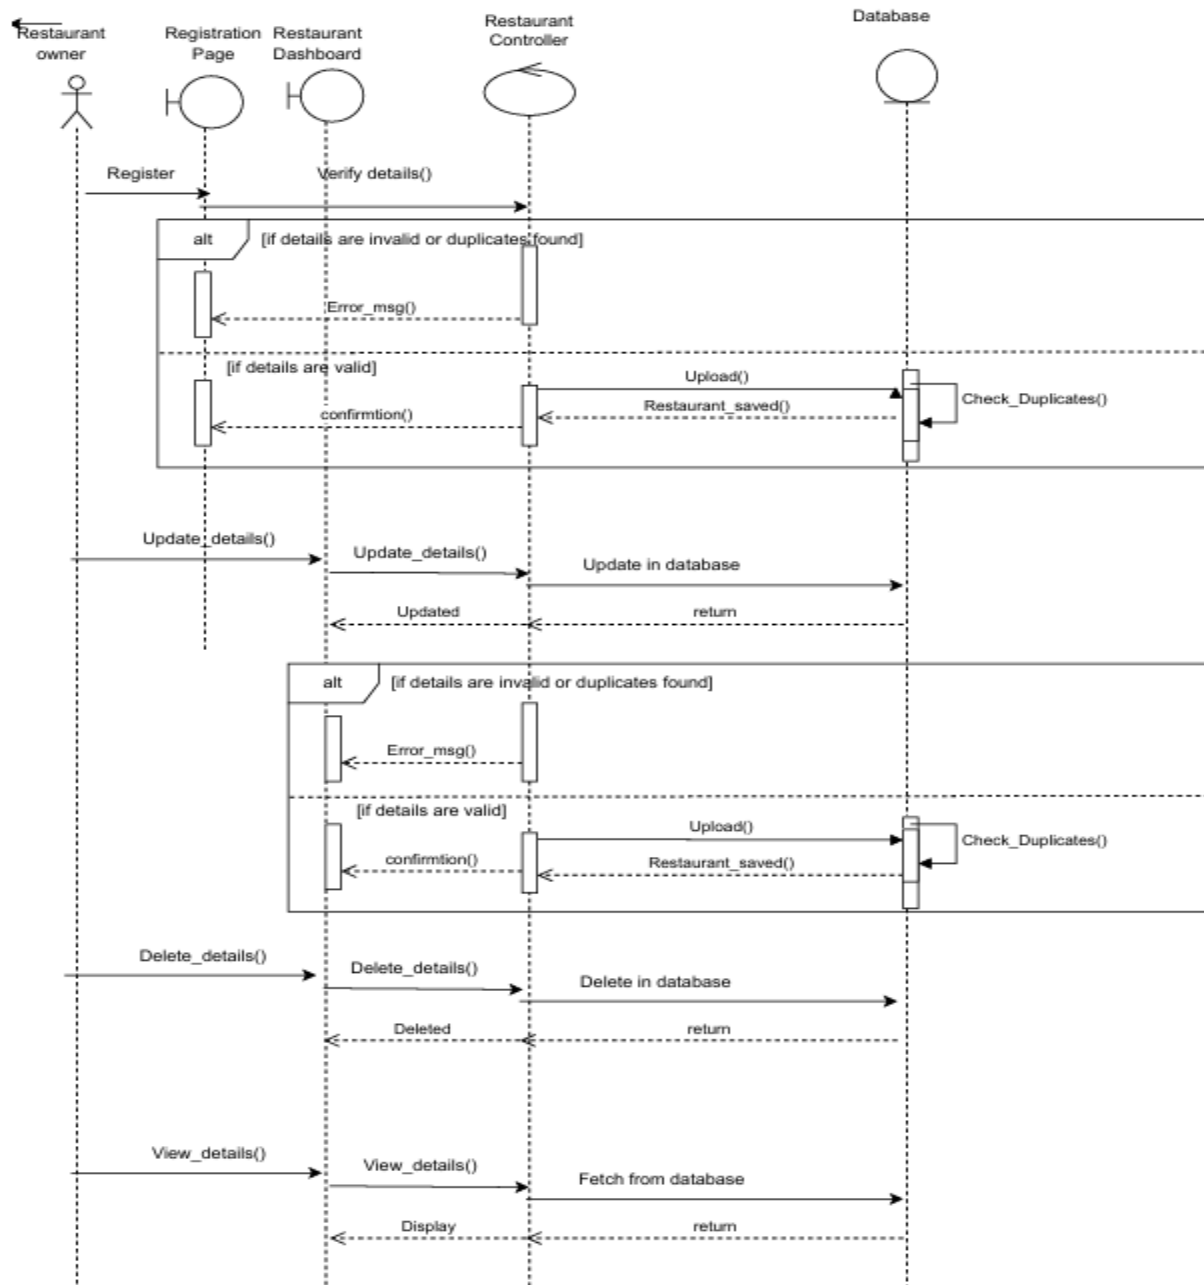 Restaurant
owner
Registration
Page
Restaurant
Dashboard
Restaurant
Controller
Database
Register
Verify details()
alt
[if details are invalid or duplicates found]
Error_msg()
[if details are valid]
Upload()
Check_Duplicates()
Restaurant_saved()
confirmtion()
Update_details()
Update_details()
Update in database
Updated
return
alt
[if details are invalid or duplicates found]
Error_msg()
[if details are valid]
Upload()
Check_Duplicates()
confirmtion()
Restaurant_saved()
Delete_details()
Delete_details()
Delete in database
Deleted
return
View_details()
View_details()
Fetch from database
Display
return